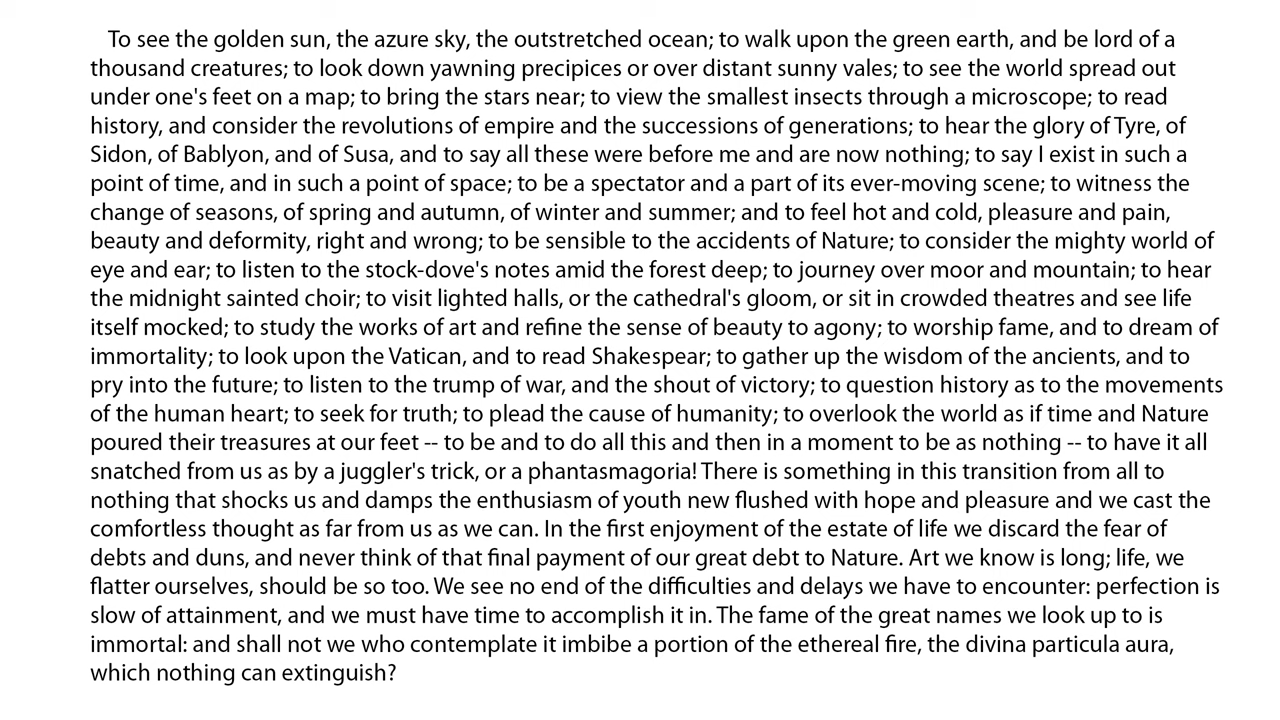 To see the golden sun, the azure sky, the outstretched ocean; to walk upon the green earth, and be lord of a
thousand creatures; to look down yawning precipices or over distant sunny vales; to see the world spread out
under one's feet on a map; to bring the stars near; to view the smallest insects through a microscope; to read
history, and consider the revolutions of empire and the successions of generations; to hear the glory of Tyre, of
Sidon, of Bablyon, and of Susa, and to say all these were before me and are now nothing; to say I exist in such a
point of time, and in such a point of space; to be a spectator and a part of its ever-moving scene; to witness the
change of seasons, of spring and autumn, of winter and summer; and to feel hot and cold, pleasure and pain,
beauty and deformity, right and wrong; to be sensible to the accidents of Nature; to consider the mighty world of
eye and ear; to listen to the stock-dove's notes amid the forest deep; to journey over moor and mountain; to hear
the midnight sainted choir; to visit lighted halls, or the cathedral's gloom, or sit in crowded theatres and see life
itself mocked; to study the works of art and refine the sense of beauty to agony; to worship fame, and to dream of
immortality; to look upon the Vatican, and to read Shakespear; to gather up the wisdom of the ancients, and to
pry into the future; to listen to the trump of war, and the shout of victory; to question history as to the movements
of the human heart; to seek for truth; to plead the cause of humanity; to overlook the world as if time and Nature
poured their treasures at our feet -- to be and to do all this and then in a moment to be as nothing -- to have it all
snatched from us as by a juggler's trick, or a phantasmagoria! There is something in this transition from all to
nothing that shocks us and damps the enthusiasm of youth new flushed with hope and pleasure and we cast the
comfortless thought as far from us as we can. In the first enjoyment of the estate of life we discard the fear of
debts and duns, and never think of that final payment of our great debt to Nature. Art we know is long; life, we
flatter ourselves, should be so too. We see no end of the difficulties and delays we have to encounter: perfection is
slow of attainment, and we must have time to accomplish it in. The fame of the great names we look up to is
immortal: and shall not we who contemplate it imbibe a portion of the ethereal fire, the divina particula aura,
which nothing can extinguish?